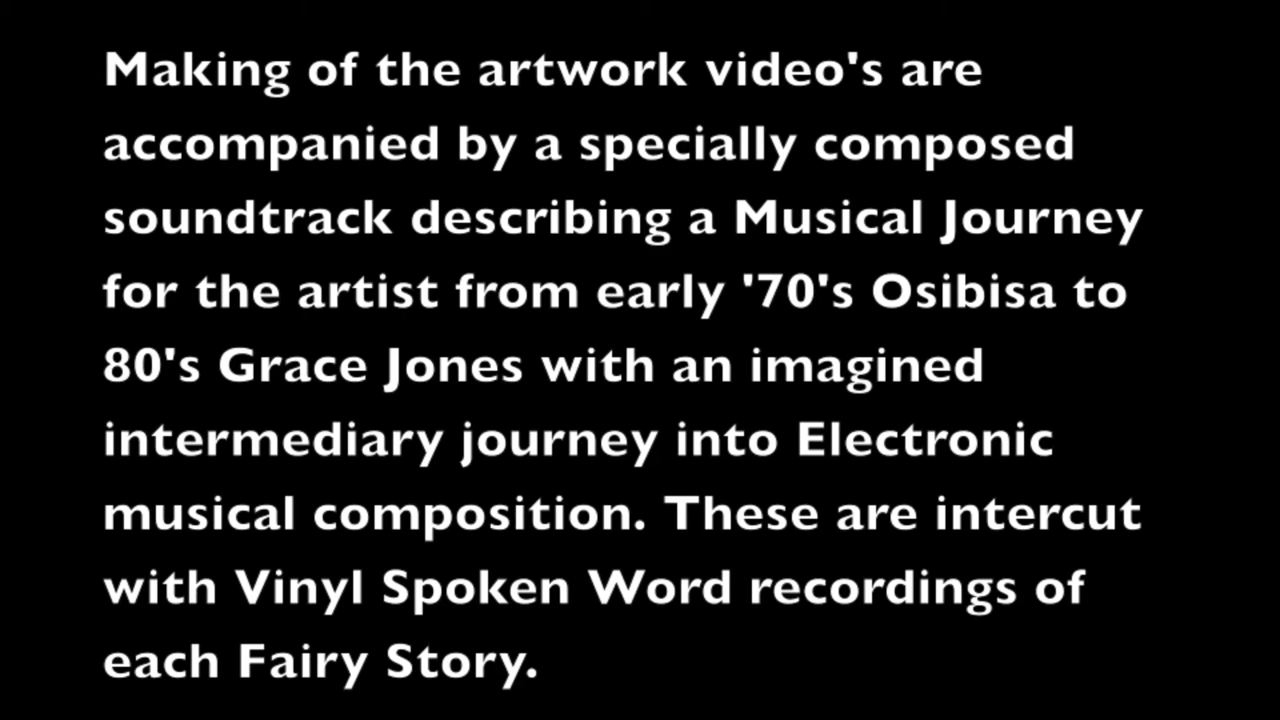 Making of the artwork video's are
accompanied by a specially composed
soundtrack describing a Musical Journey
for the artist from early '70's Osibisa to
80's Grace Jones with an imagined
intermediary journey into Electronic
musical composition. These are intercut
with Vinyl Spoken Word recordings of
each Fairy Story.